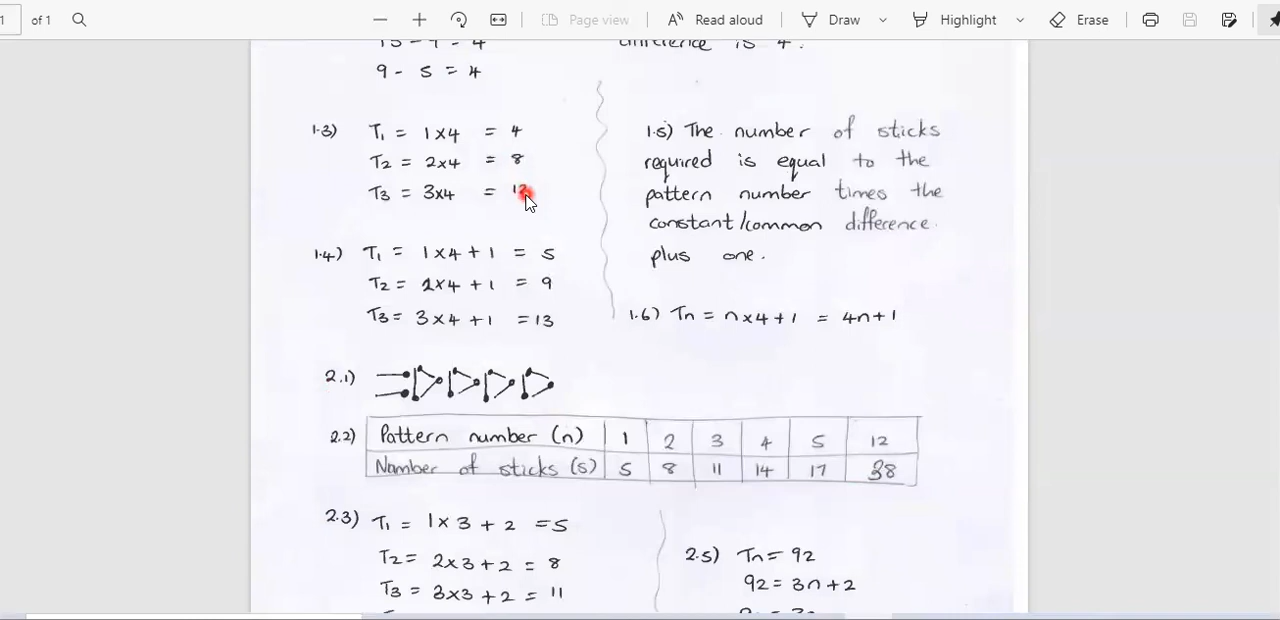 1 of 1 Page view Read aloud Draw Highlight Erase
difference is 4.
9 - 5 = 4
1.3) T1 = 1x4 = 4
T2 = 2x4 = 8
T3 = 3x4 = 12
1.4) T1 = 1x4+1 = 5
T2 = 2x4+1 = 9
T3 = 3x4+1 = 13
1.5) The number of sticks
required is equal to the
pattern number times the
constant/common difference.
plus one.
1.6) Tn = nx4+1 = 4n+1
2.1)
2.2) Pattern number (n) 1 2 3 4 5 12
Number of sticks (s) 5 8 11 14 17 38
2.3) T1 = 1x3+2 = 5
T2 = 2x3+2 = 8
T3 = 3x3+2 = 11
2.5) Tn = 92
92 = 3n+2